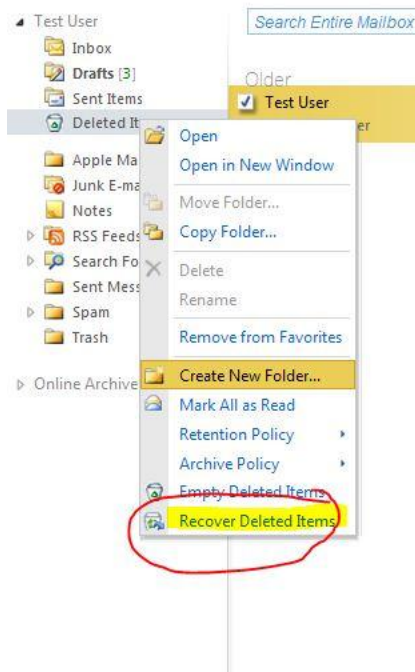 Test User
Search Entire Mailbox
Inbox
Drafts [3]
Older
Sent Items
Test User
Deleted It
er
Open
Apple Ma
Open in New Window
Junk E-ma
Notes
Move Folder...
RSS Feeds
Copy Folder...
Search Fo
Sent Mess
Delete
Spam
Rename
Trash
Remove from Favorites
Online Archive
Create New Folder...
Mark All as Read
Retention Policy
Archive Policy
Empty Deleted Items
Recover Deleted Items